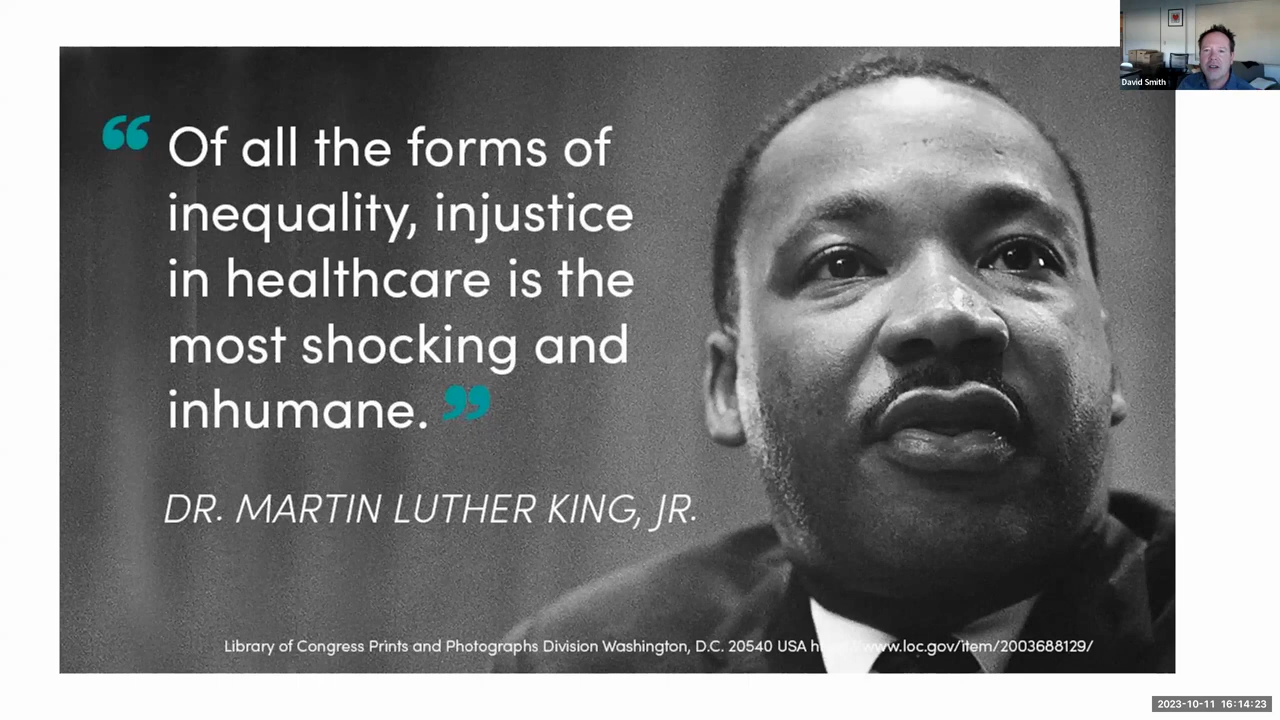 “ Of all the forms of
inequality, injustice
in healthcare is the
most shocking and
inhumane. ”
DR. MARTIN LUTHER KING, JR.
Library of Congress Prints and Photographs Division Washington, D.C. 20540 USA www.loc.gov/item/2003688129/
David Smith
2023-10-11 16:14:23